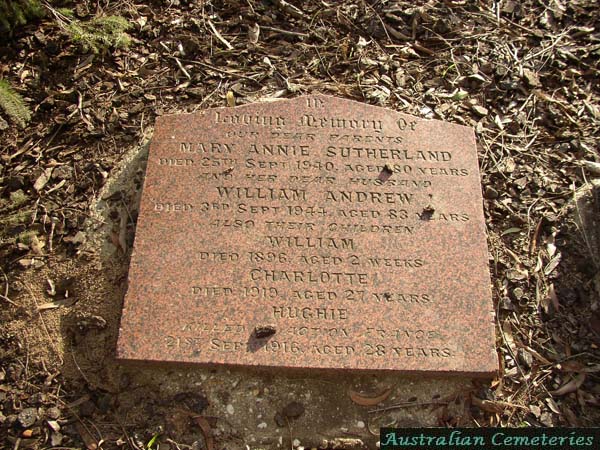 In
Loving Memory Of
OUR DEAR PARENTS
MARY ANNIE SUTHERLAND
DIED 25TH SEPT 1940, AGED 80 YEARS
AND HER DEAR HUSBAND
WILLIAM ANDREW
DIED 3RD SEPT 1944, AGED 83 YEARS
ALSO THEIR CHILDREN
WILLIAM
DIED 1896, AGED 2 WEEKS
CHARLOTTE
DIED 1919, AGED 27 YEARS
HUGHIE
KILLED ACTION FRANCE
21ST SEPT 1916, AGED 28 YEARS.
Australian Cemeteries